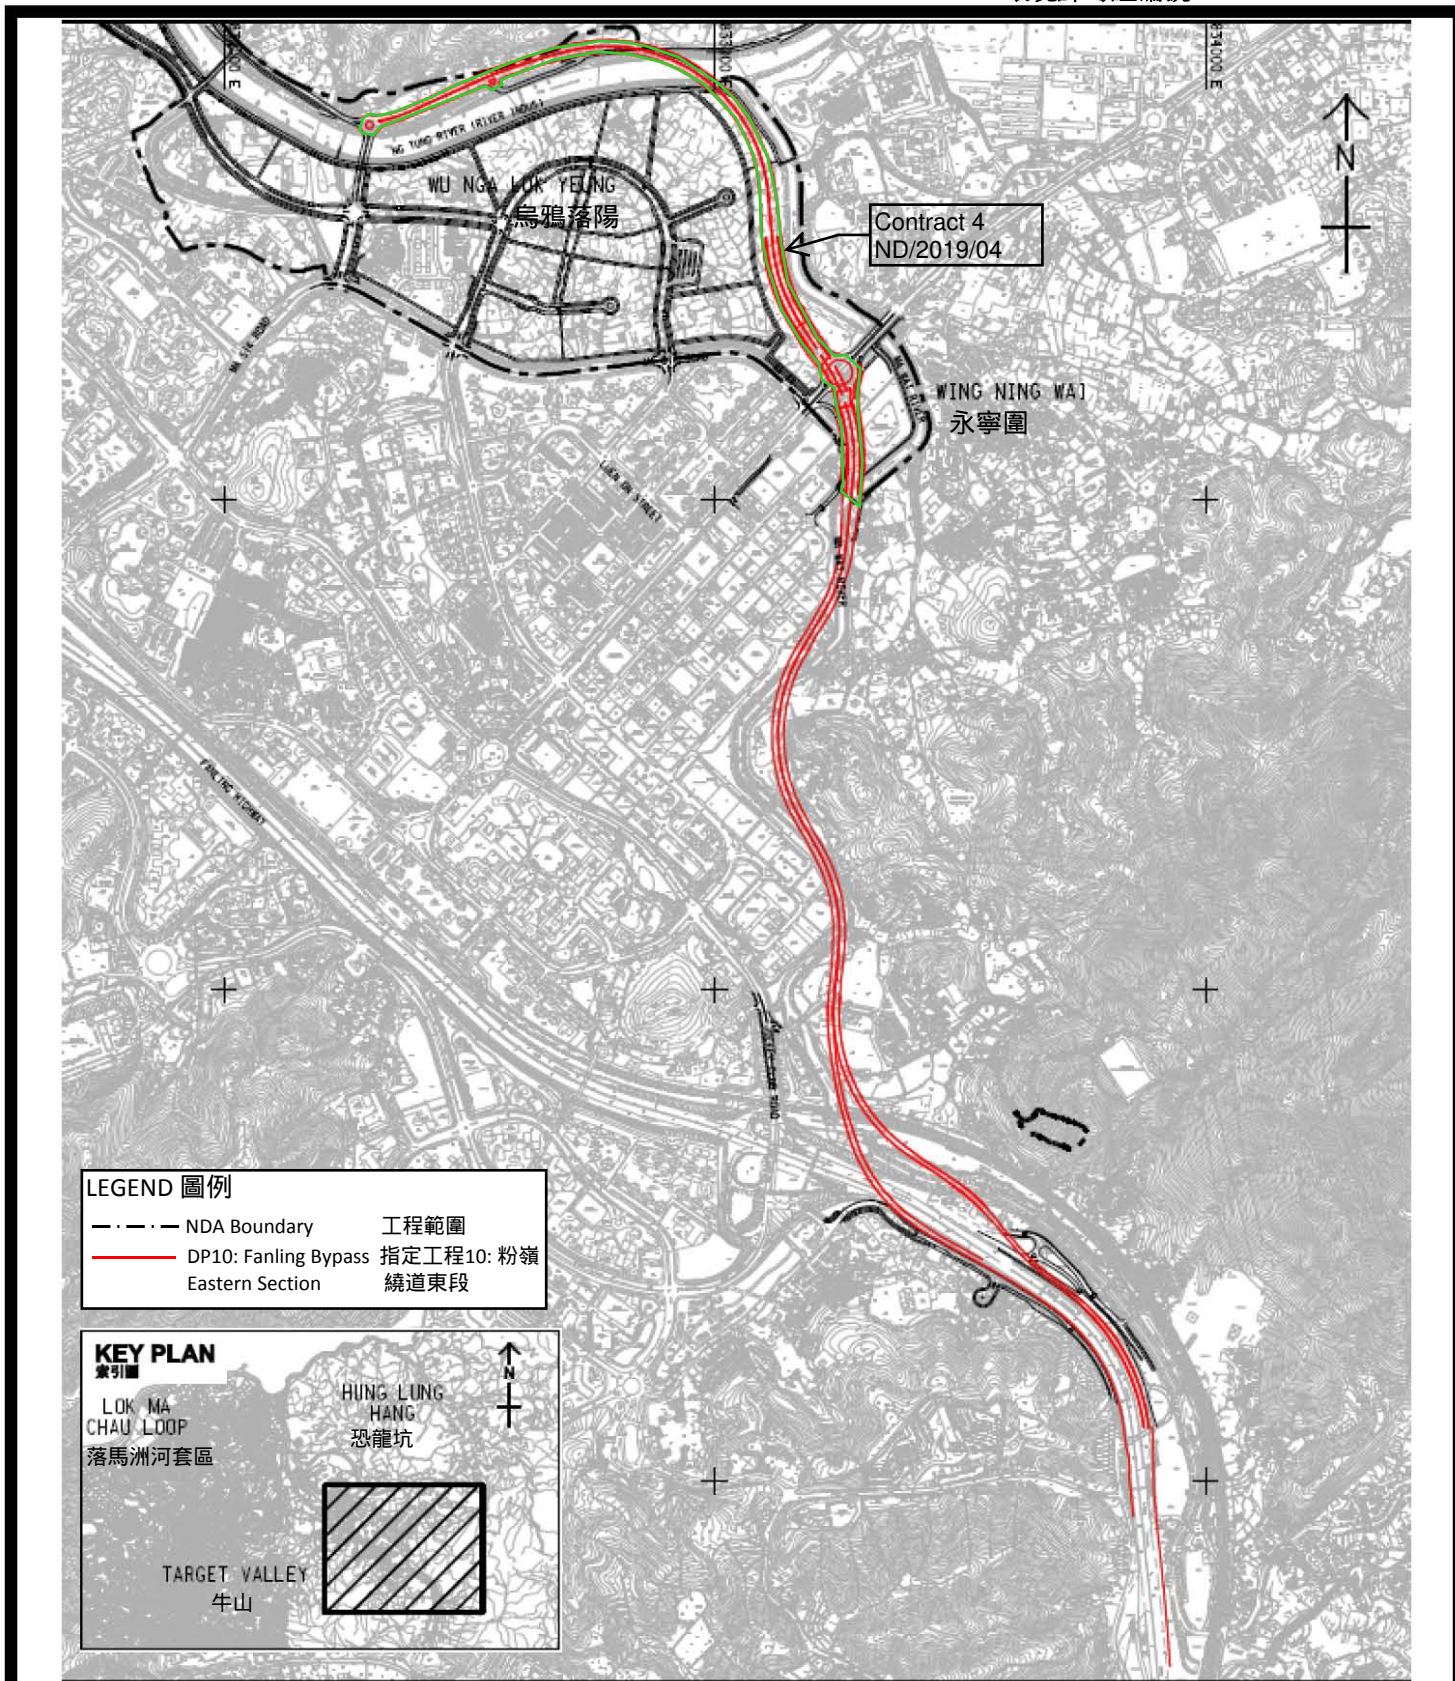 833000 E
834000 E
N
NG TUNG RIVER (RIVER INDUS)
WU NGA LOK YEUNG
烏鴉落陽
Contract 4
ND/2019/04
MA SIK ROAD
WING NING WAI
永寧圍
LUEN ON STREET
FANLING HIGHWAY
LEGEND 圖例
NDA Boundary 工程範圍
DP10: Fanling Bypass 指定工程10: 粉嶺
Eastern Section 繞道東段
KEY PLAN
索引圖
N
LOK MA
CHAU LOOP
落馬洲河套區
HUNG LUNG
HANG
恐龍坑
TARGET VALLEY
牛山